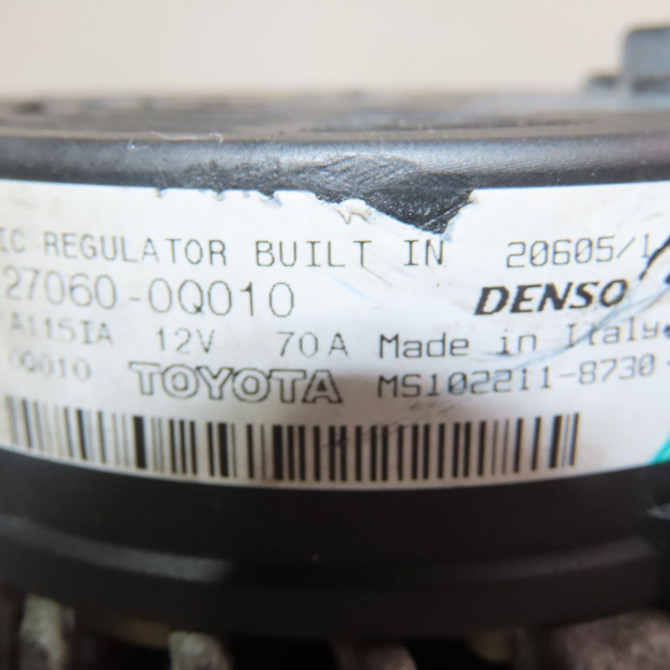 IC REGULATOR BUILT IN 20605/1
27060-0Q010 DENSO
A115IA 12V 70A Made in Italy
0Q010 TOYOTA MS102211-8730